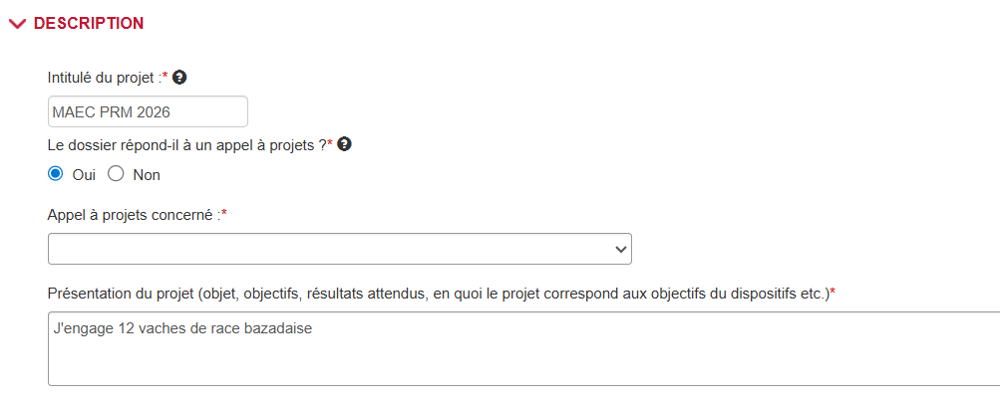 DESCRIPTION
Intitulé du projet :*
MAEC PRM 2026
Le dossier répond-il à un appel à projets ?*
Oui Non
Appel à projets concerné :*
Présentation du projet (objet, objectifs, résultats attendus, en quoi le projet correspond aux objectifs du dispositifs etc.)*
J'engage 12 vaches de race bazadaise